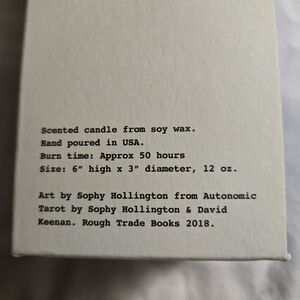 Scented candle from soy wax.
Hand poured in USA.
Burn time: Approx 50 hours
Size: 6" high x 3" diameter, 12 oz.
Art by Sophy Hollington from Autonomic
Tarot by Sophy Hollington & David
Keenan. Rough Trade Books 2018.